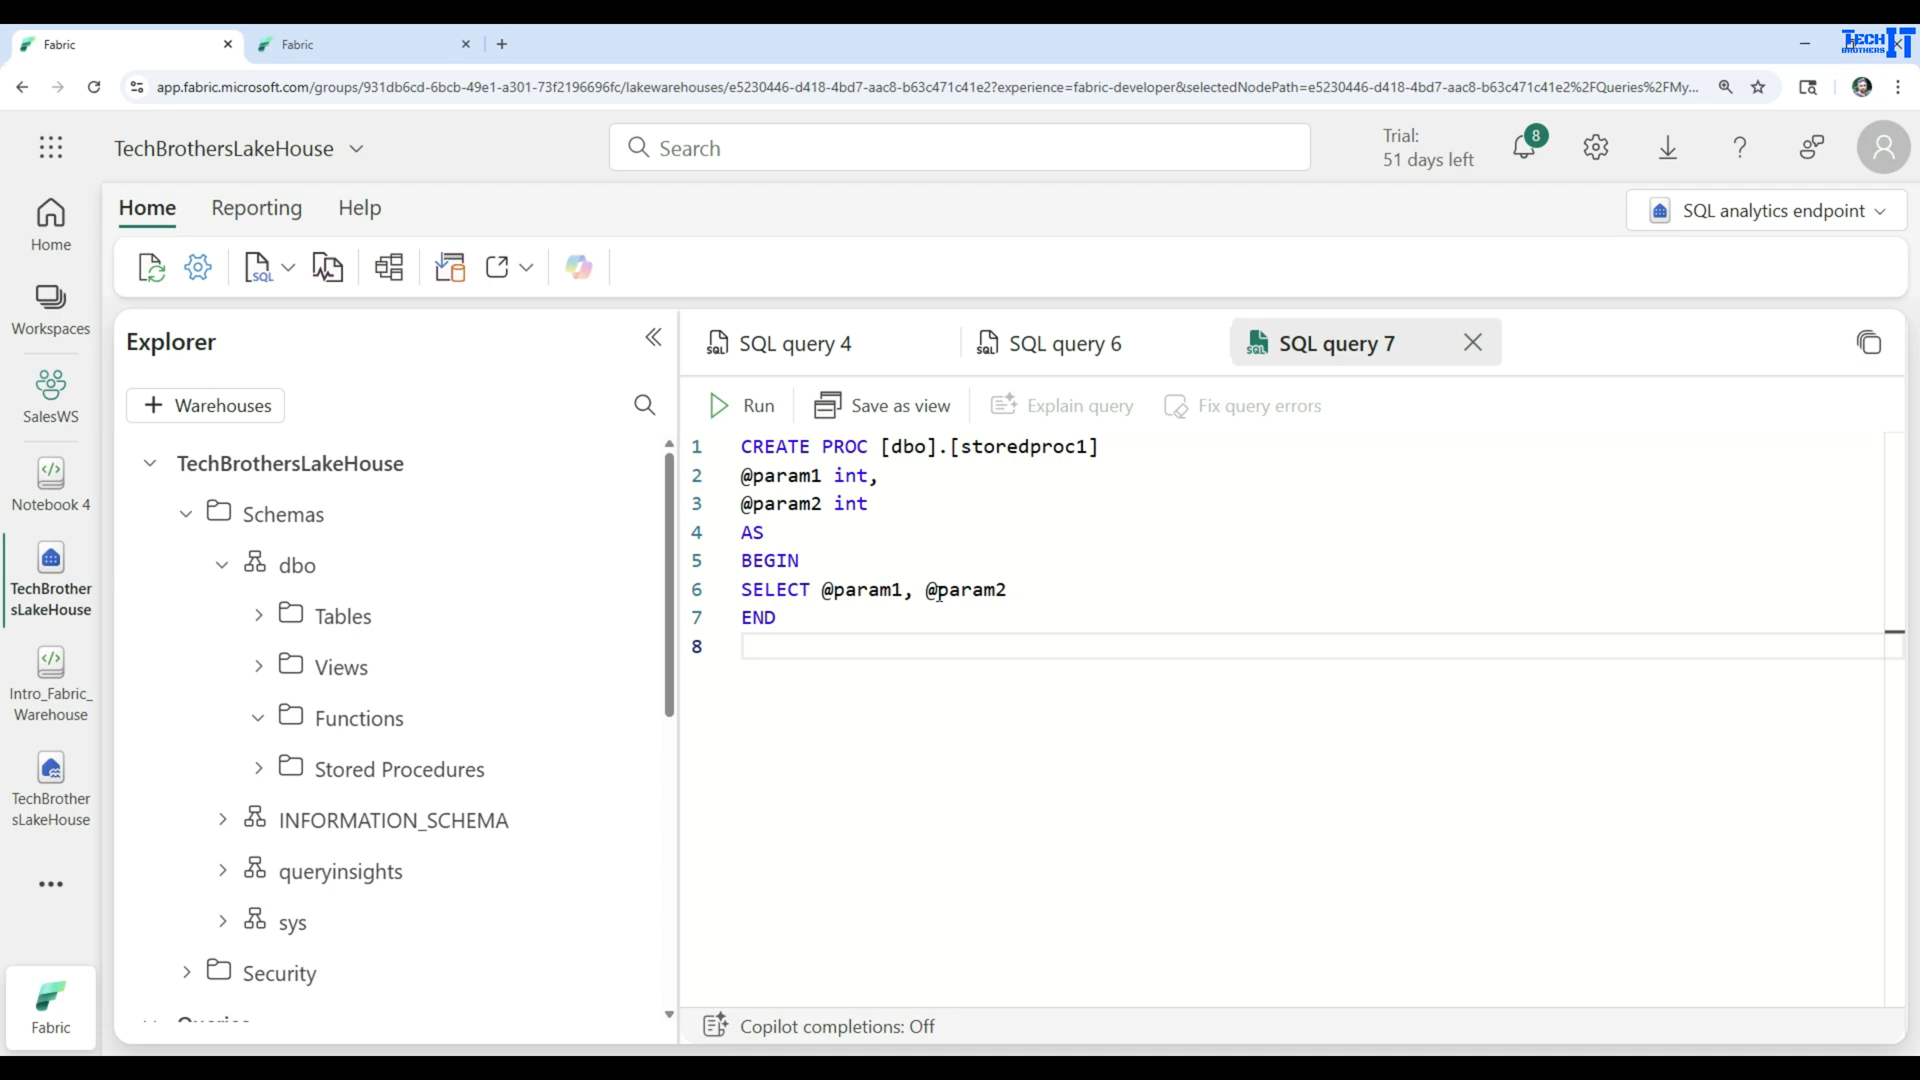 Fabric
Fabric
TECH
BROTHERS
IT
app.fabric.microsoft.com/groups/931db6cd-6bcb-49e1-a301-73f2196696fc/lakewarehouses/e5230446-d418-4bd7-aac8-b63c471c41e2?experience=fabric-developer&selectedNodePath=e5230446-d418-4bd7-aac8-b63c471c41e2%2FQueries%2FMy...
TechBrothersLakeHouse
Search
Trial:
51 days left
8
Home
Reporting
Help
SQL analytics endpoint
Home
Workspaces
SalesWS
Notebook 4
TechBrother
sLakeHouse
Intro_Fabric_
Warehouse
TechBrother
sLakeHouse
Fabric
Explorer
Warehouses
TechBrothersLakeHouse
Schemas
dbo
Tables
Views
Functions
Stored Procedures
INFORMATION_SCHEMA
queryinsights
sys
Security
Queries
SQL query 4
SQL query 6
SQL query 7
Run
Save as view
Explain query
Fix query errors
1 CREATE PROC [dbo].[storedproc1]
2 @param1 int,
3 @param2 int
4 AS
5 BEGIN
6 SELECT @param1, @param2
7 END
8
Copilot completions: Off